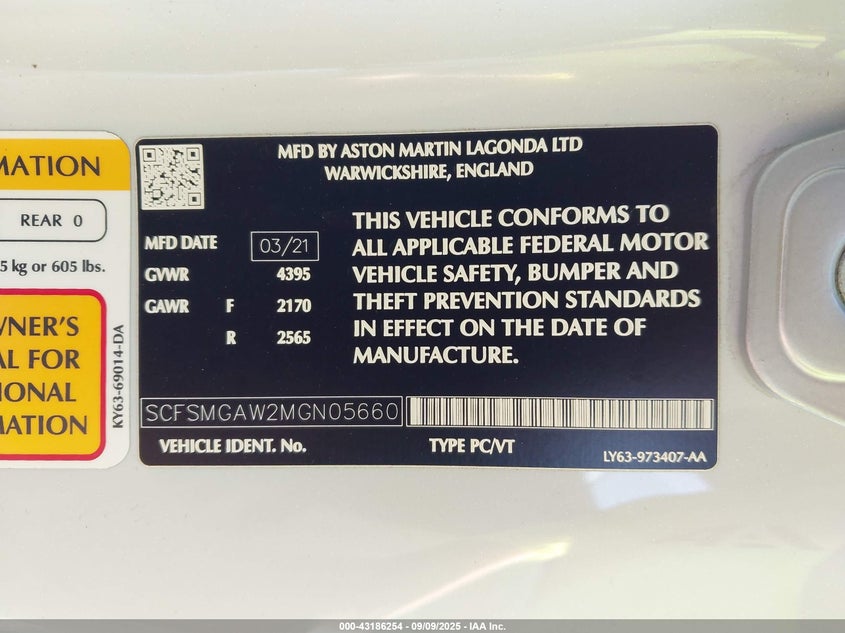 MATION
REAR 0
5 kg or 605 lbs.
WNER'S
AL FOR
IONAL
MATION
KY63-69014-DA
MFD BY ASTON MARTIN LAGONDA LTD
WARWICKSHIRE, ENGLAND
MFD DATE 03/21
GVWR 4395
GAWR F 2170
R 2565
THIS VEHICLE CONFORMS TO
ALL APPLICABLE FEDERAL MOTOR
VEHICLE SAFETY, BUMPER AND
THEFT PREVENTION STANDARDS
IN EFFECT ON THE DATE OF
MANUFACTURE.
SCFSMGAW2MGN05660
VEHICLE IDENT. No.
TYPE PC/VT
LY63-973407-AA
000-43186254 - 09/09/2025 - IAA Inc.